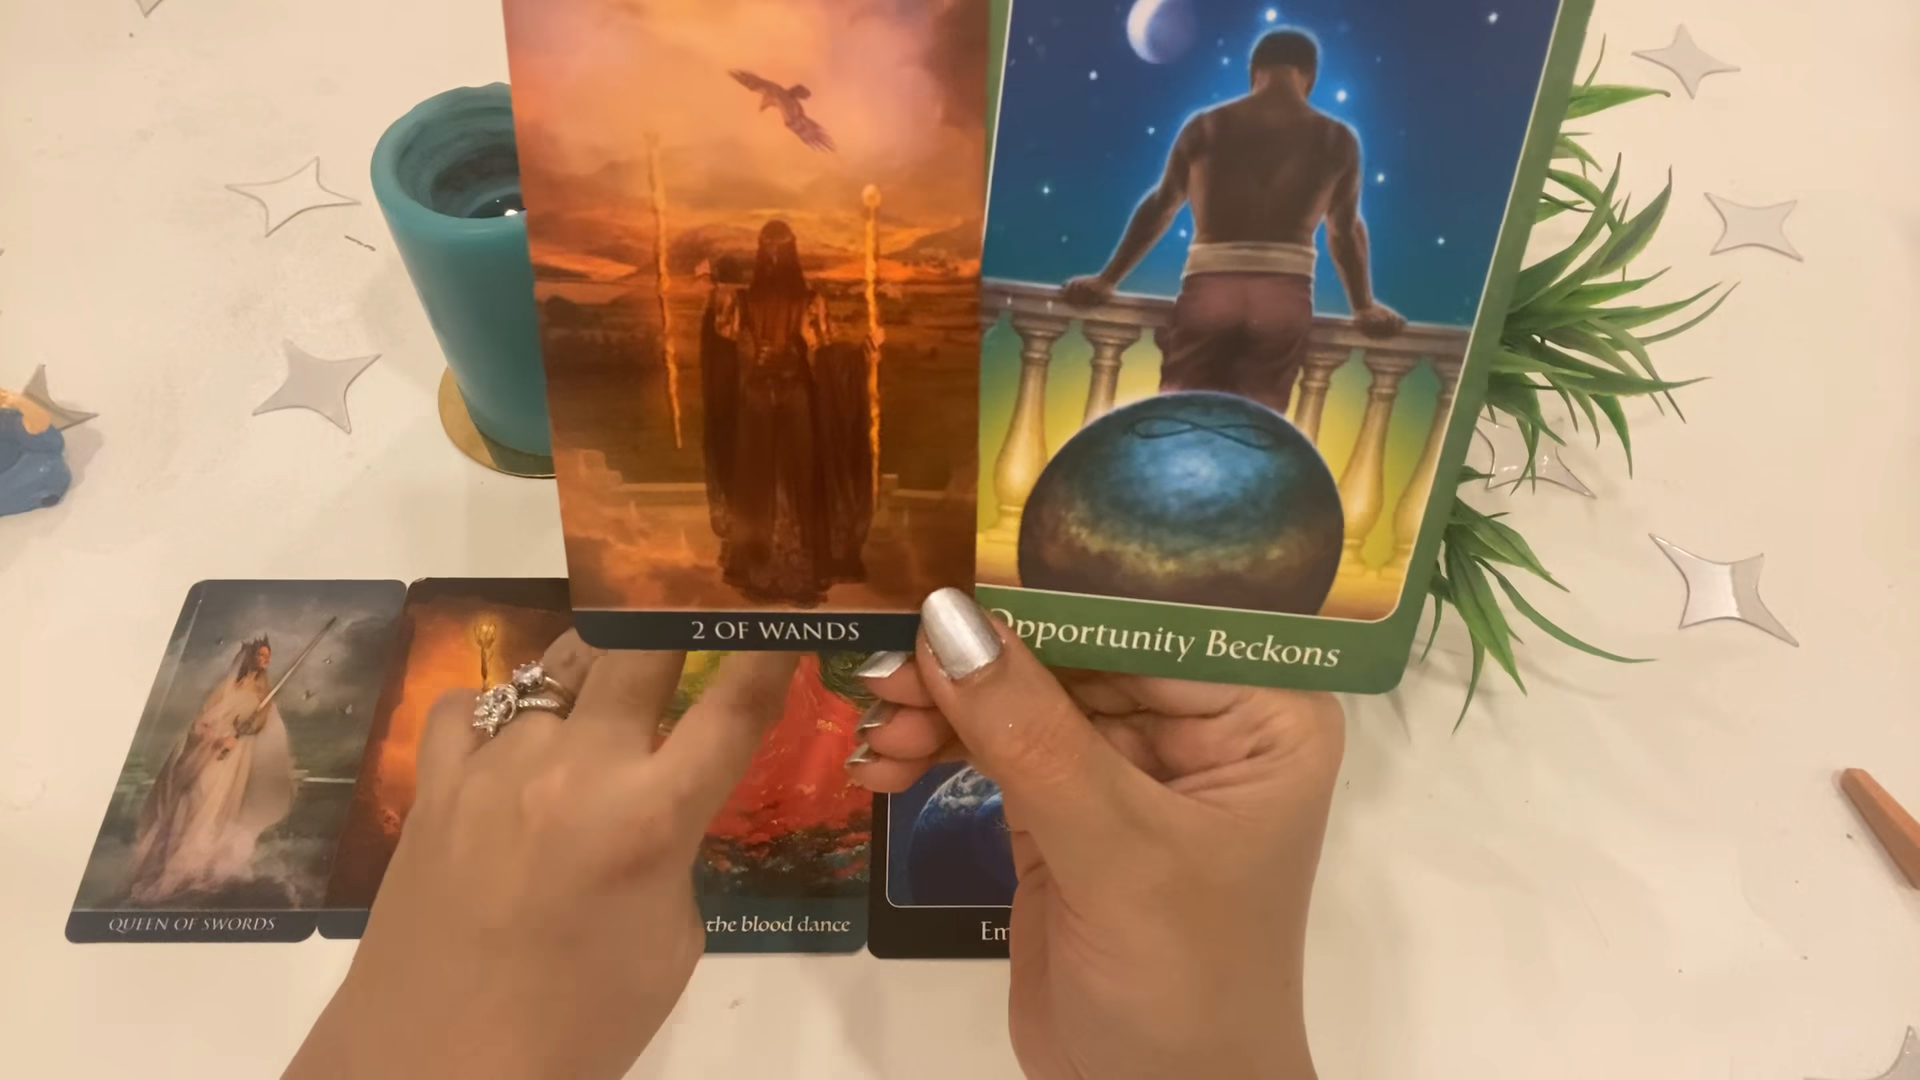 2 OF WANDS
Opportunity Beckons
QUEEN OF SWORDS
the blood dance